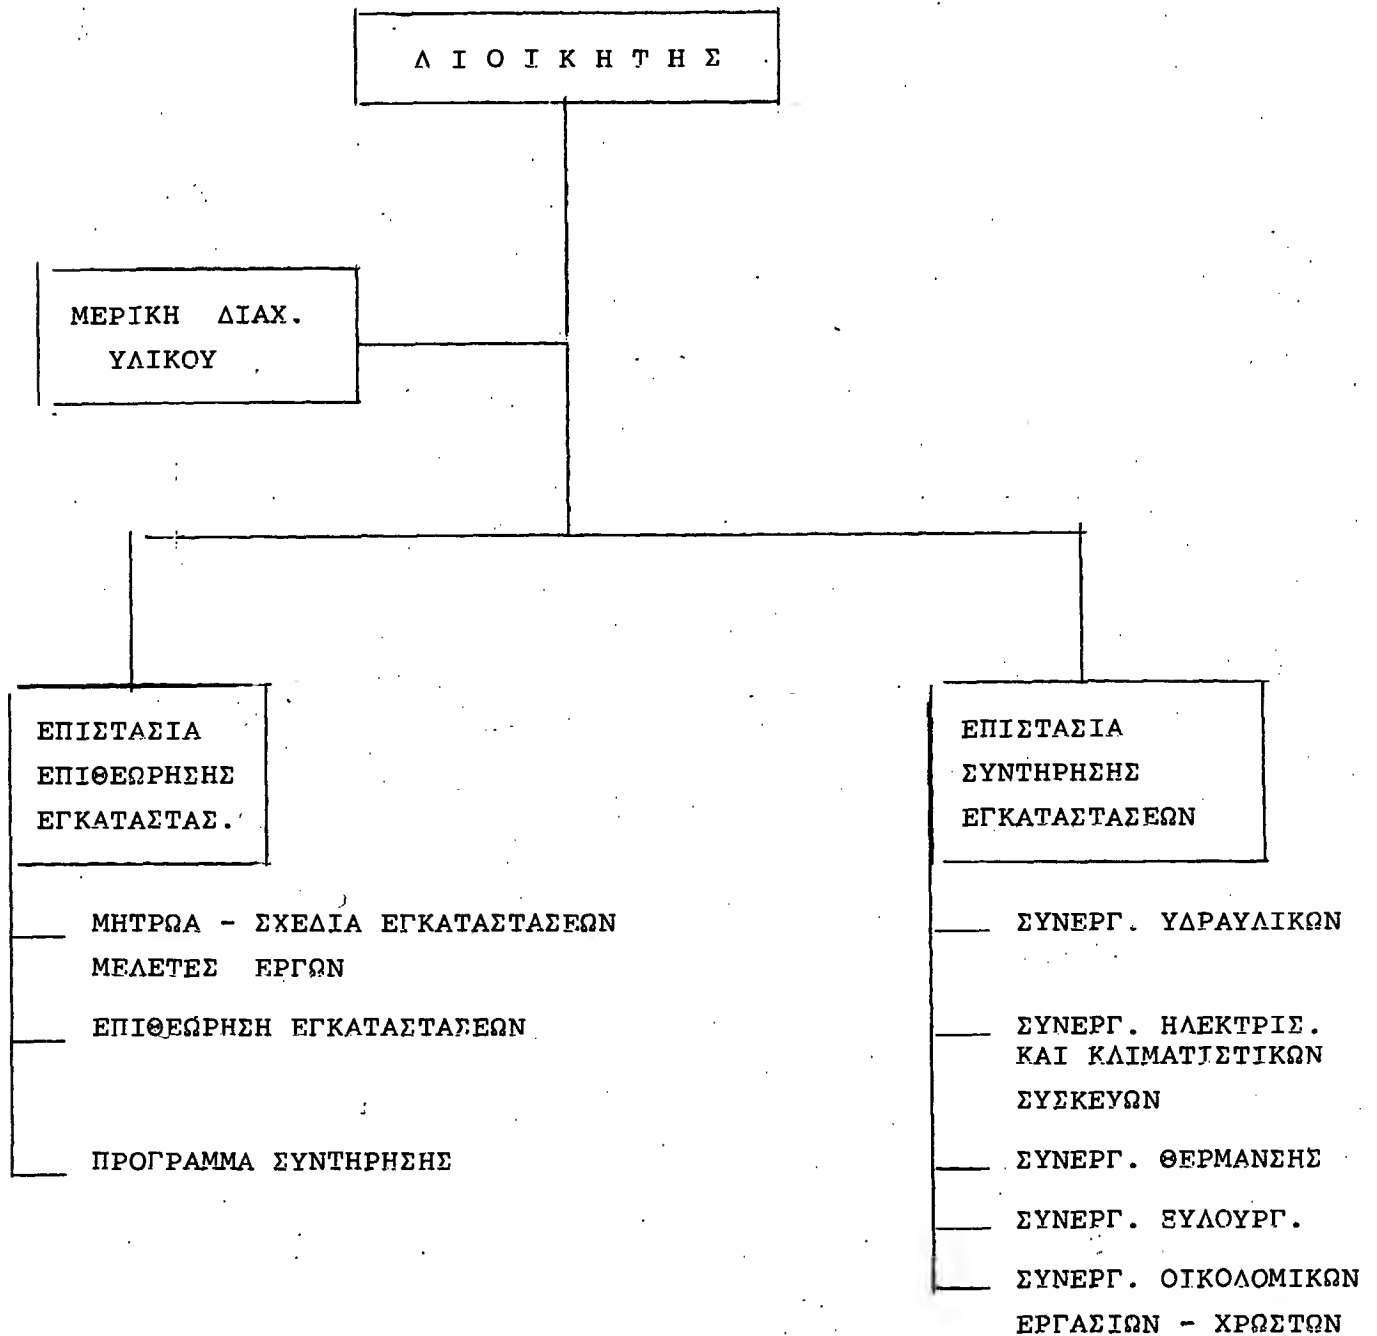 Δ Ι Ο Ι Κ Η Τ Η Σ
ΜΕΡΙΚΗ ΔΙΑΧ.
ΥΛΙΚΟΥ
ΕΠΙΣΤΑΣΙΑ
ΕΠΙΘΕΩΡΗΣΗΣ
ΕΓΚΑΤΑΣΤΑΣ.
ΜΗΤΡΩΑ - ΣΧΕΔΙΑ ΕΓΚΑΤΑΣΤΑΣΕΩΝ
ΜΕΛΕΤΕΣ ΕΡΓΩΝ
ΕΠΙΘΕΩΡΗΣΗ ΕΓΚΑΤΑΣΤΑΣΕΩΝ
ΠΡΟΓΡΑΜΜΑ ΣΥΝΤΗΡΗΣΗΣ
ΕΠΙΣΤΑΣΙΑ
ΣΥΝΤΗΡΗΣΗΣ
ΕΓΚΑΤΑΣΤΑΣΕΩΝ
ΣΥΝΕΡΓ. ΥΔΡΑΥΛΙΚΩΝ
ΣΥΝΕΡΓ. ΗΛΕΚΤΡΙΣ.
ΚΑΙ ΚΛΙΜΑΤΙΣΤΙΚΩΝ
ΣΥΣΚΕΥΩΝ
ΣΥΝΕΡΓ. ΘΕΡΜΑΝΣΗΣ
ΣΥΝΕΡΓ. ΞΥΛΟΥΡΓ.
ΣΥΝΕΡΓ. ΟΙΚΟΔΟΜΙΚΩΝ
ΕΡΓΑΣΙΩΝ - ΧΡΩΣΤΩΝ